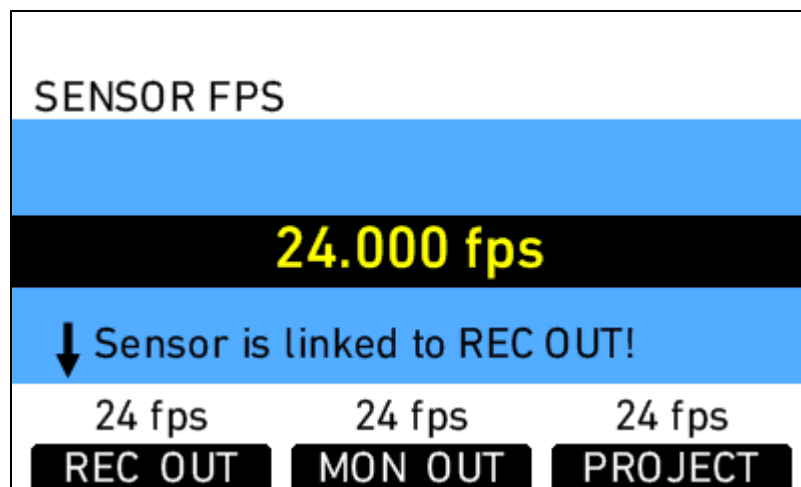 SENSOR FPS
24.000 fps
Sensor is linked to REC OUT!
24 fps 24 fps 24 fps
REC OUT MON OUT PROJECT